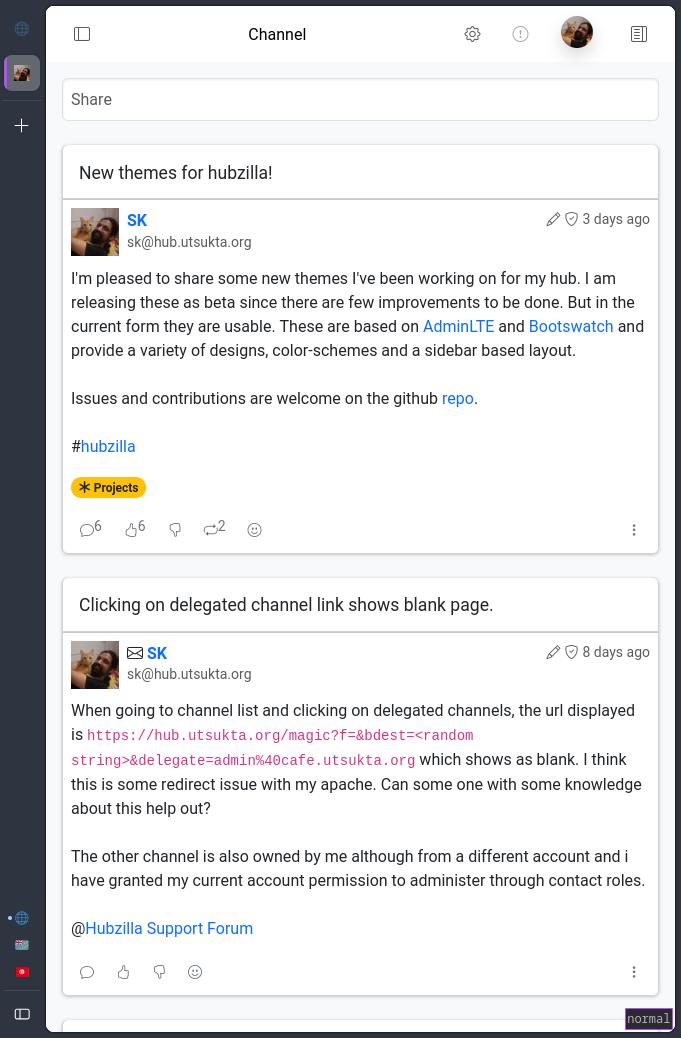 Channel
Share
New themes for hubzilla!
SK
3 days ago
sk@hub.utsukta.org
I'm pleased to share some new themes I've been working on for my hub. I am
releasing these as beta since there are few improvements to be done. But in the
current form they are usable. These are based on AdminLTE and Bootswatch and
provide a variety of designs, color-schemes and a sidebar based layout.
Issues and contributions are welcome on the github repo.
#hubzilla
Projects
6 6 2
Clicking on delegated channel link shows blank page.
SK
8 days ago
sk@hub.utsukta.org
When going to channel list and clicking on delegated channels, the url displayed
is https://hub.utsukta.org/magic?f=&bdest=<random
string>&delegate=admin%40cafe.utsukta.org which shows as blank. I think
this is some redirect issue with my apache. Can some one with some knowledge
about this help out?
The other channel is also owned by me although from a different account and i
have granted my current account permission to administer through contact roles.
@Hubzilla Support Forum
normal